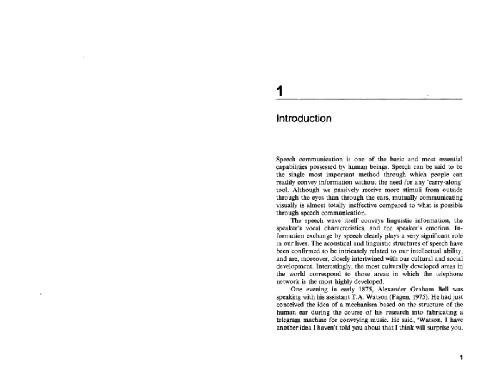 1
Introduction
Speech communication is one of the basic and most essential
capabilities possessed by human beings. Speech can be said to be
the single most important method through which people can
readily convey information without the need for any 'carry-along'
tool. Although we passively receive more stimuli from outside
through the eyes than through the ears, mutually communicating
visually is almost totally ineffective compared to what is possible
through speech communication.
The speech wave itself conveys linguistic information, the
speaker's vocal characteristics, and the speaker's emotion. In-
formation exchange by speech clearly plays a very significant role
in our lives. The acoustical and linguistic structures of speech have
been confirmed to be intricately related to our intellectual ability,
and are, moreover, closely intertwined with our cultural and social
development. Interestingly, the most culturally developed areas in
the world correspond to those areas in which the telephone
network is the most highly developed.
One evening in early 1875, Alexander Graham Bell was
speaking with his assistant T.A. Watson (Fagen, 1975). He had just
conceived the idea of a mechanism based on the structure of the
human ear during the course of his research into fabricating a
telegram machine for conveying music. He said, 'Watson, I have
another idea I haven't told you about that I think will surprise you.
1